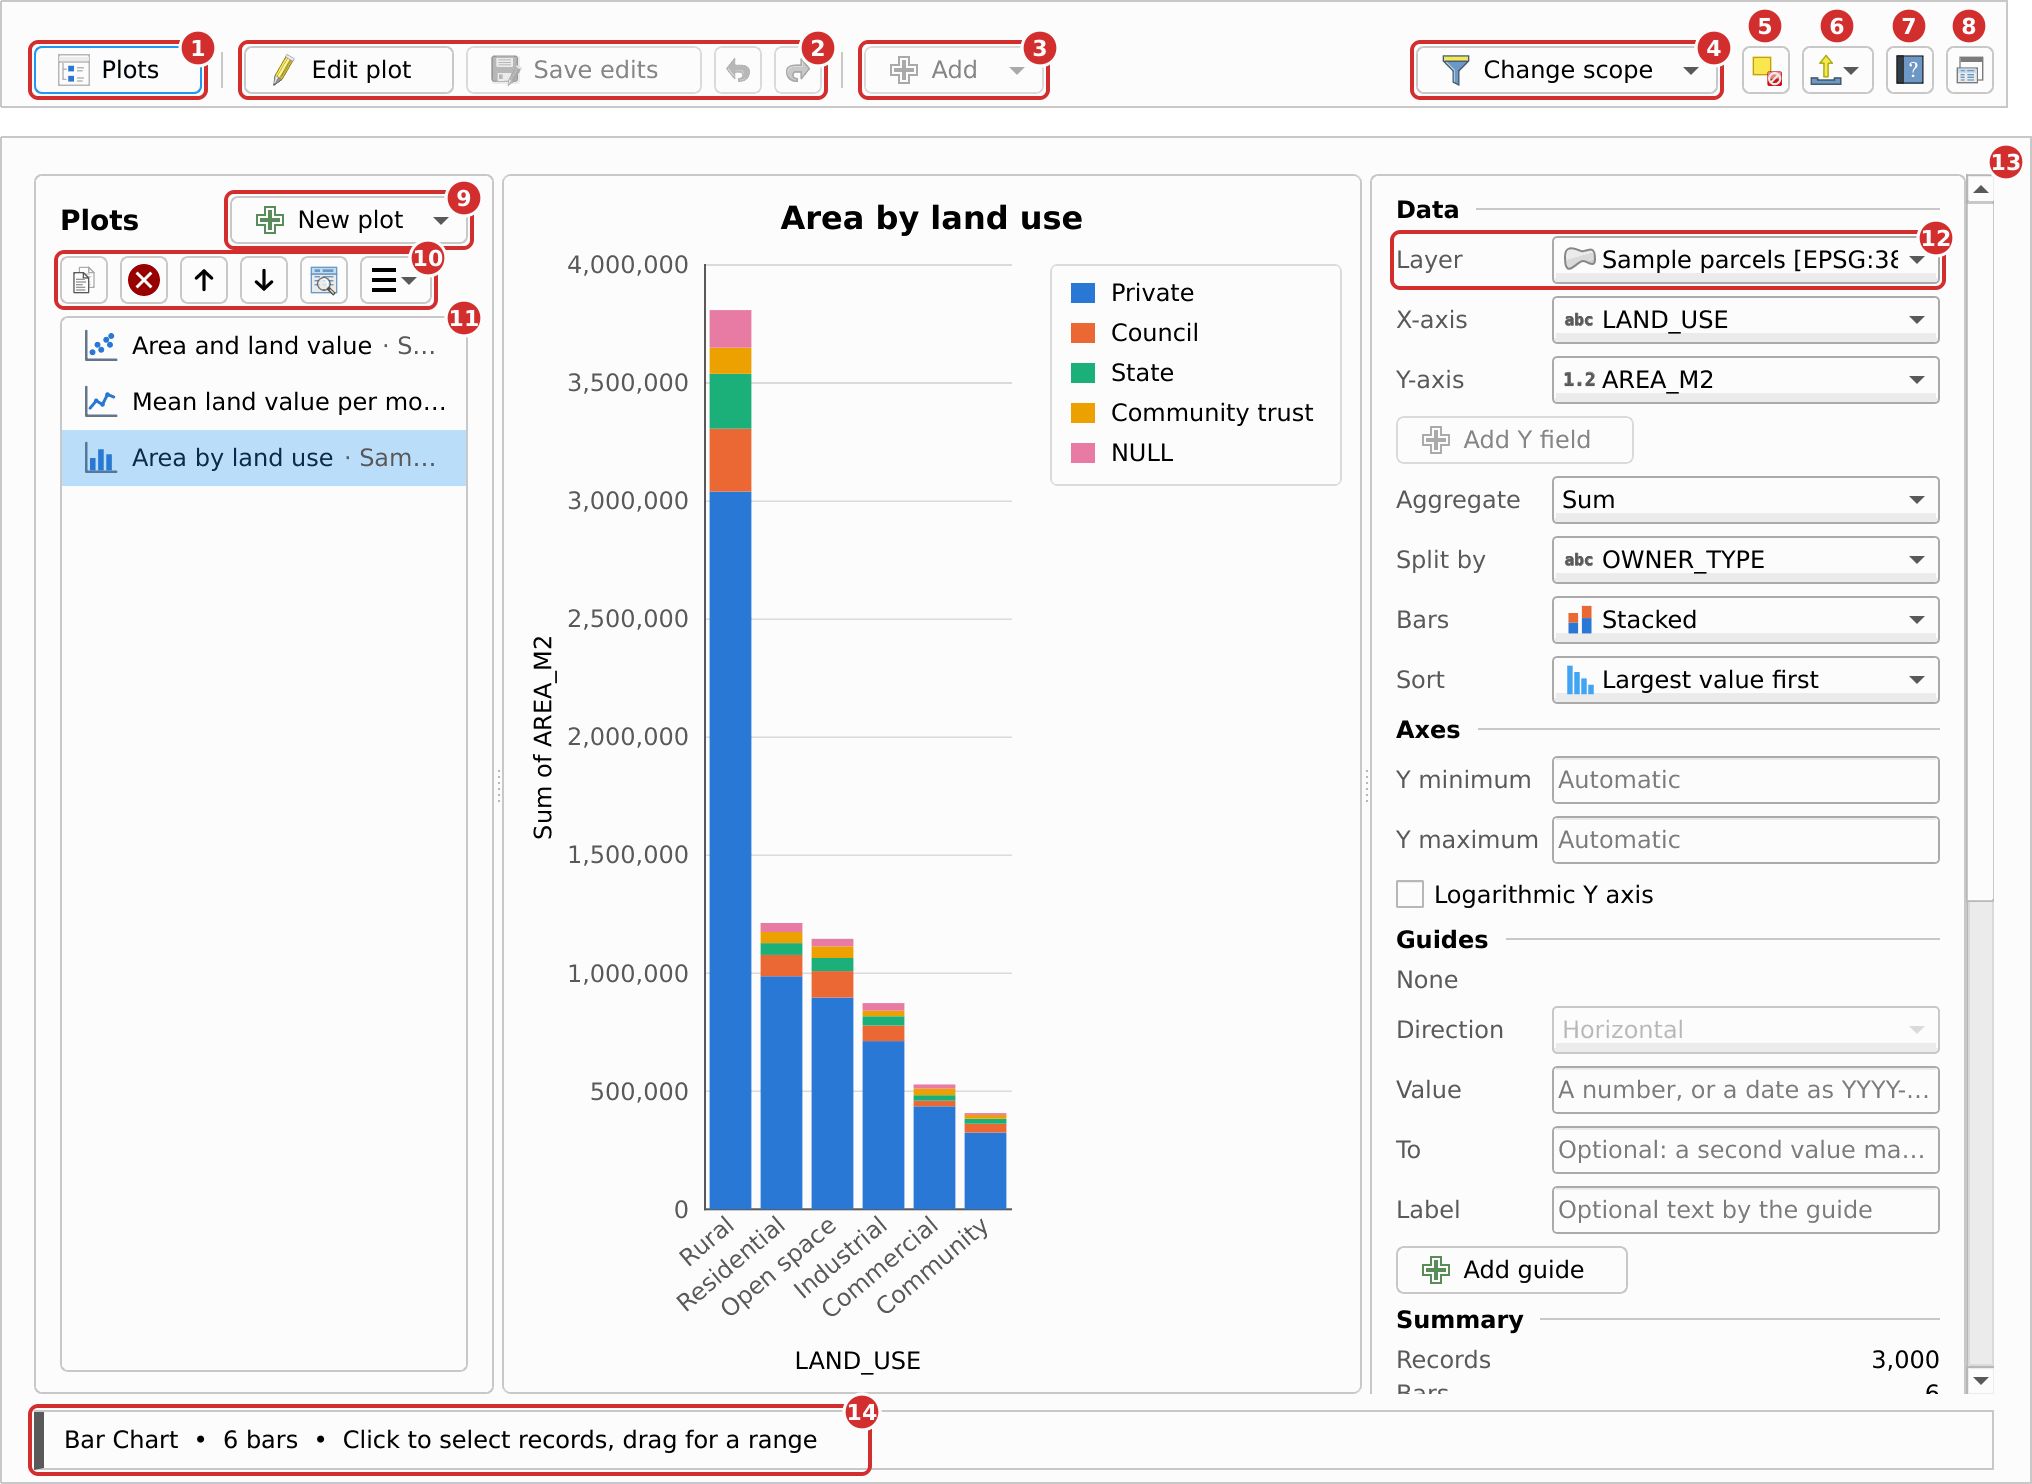 1 2 3 4 5 6 7 8
Plots Edit plot Save edits Add Change scope
13
Plots New plot 9
10
11
Area and land value · S...
Mean land value per mo...
Area by land use · Sam...
Area by land use
4,000,000
3,500,000
3,000,000
2,500,000
2,000,000
1,500,000
1,000,000
500,000
0
Sum of AREA_M2
Rural
Residential
Open space
Industrial
Commercial
Community
LAND_USE
Private
Council
State
Community trust
NULL
Data
12
Layer Sample parcels [EPSG:38
X-axis abc LAND_USE
Y-axis 1.2 AREA_M2
Add Y field
Aggregate Sum
Split by abc OWNER_TYPE
Bars Stacked
Sort Largest value first
Axes
Y minimum Automatic
Y maximum Automatic
Logarithmic Y axis
Guides
None
Direction Horizontal
Value A number, or a date as YYYY-...
To Optional: a second value ma...
Label Optional text by the guide
Add guide
Summary
Records 3,000
Bars 6
14
Bar Chart • 6 bars • Click to select records, drag for a range